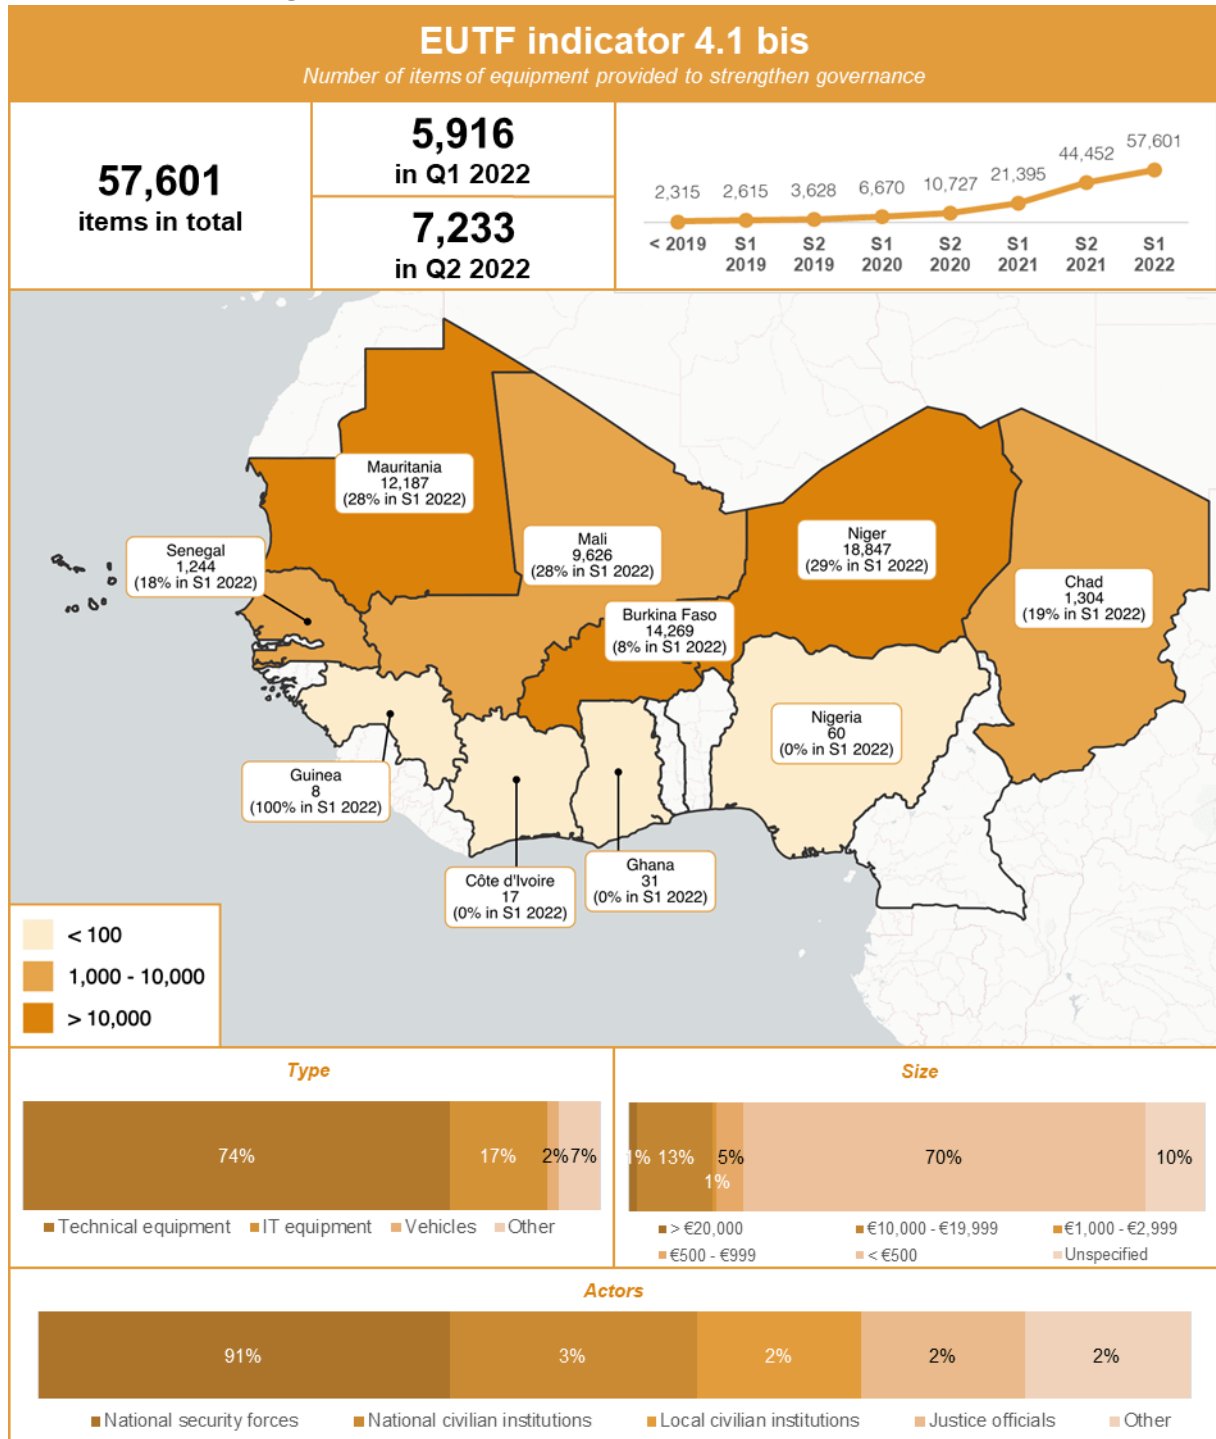 EUTF indicator 4.1 bis
Number of items of equipment provided to strengthen governance
57,601
items in total
5,916
in Q1 2022
7,233
in Q2 2022
2,315 2,615 3,628 6,670 10,727 21,395 44,452 57,601
< 2019 S1 S2 S1 S2 S1 S2 S1
2019 2019 2020 2020 2021 2021 2022
Mauritania
12,187
(28% in S1 2022)
Senegal
1,244
(18% in S1 2022)
Mali
9,626
(28% in S1 2022)
Niger
18,847
(29% in S1 2022)
Chad
1,304
(19% in S1 2022)
Burkina Faso
14,269
(8% in S1 2022)
Nigeria
60
(0% in S1 2022)
Guinea
8
(100% in S1 2022)
Côte d'Ivoire
17
(0% in S1 2022)
Ghana
31
(0% in S1 2022)
< 100
1,000 - 10,000
> 10,000
Type
74% 17% 2% 7%
Technical equipment IT equipment Vehicles Other
Size
1% 13% 1% 5% 70% 10%
> €20,000 €10,000 - €19,999 €1,000 - €2,999
€500 - €999 < €500 Unspecified
Actors
91% 3% 2% 2% 2%
National security forces National civilian institutions Local civilian institutions Justice officials Other